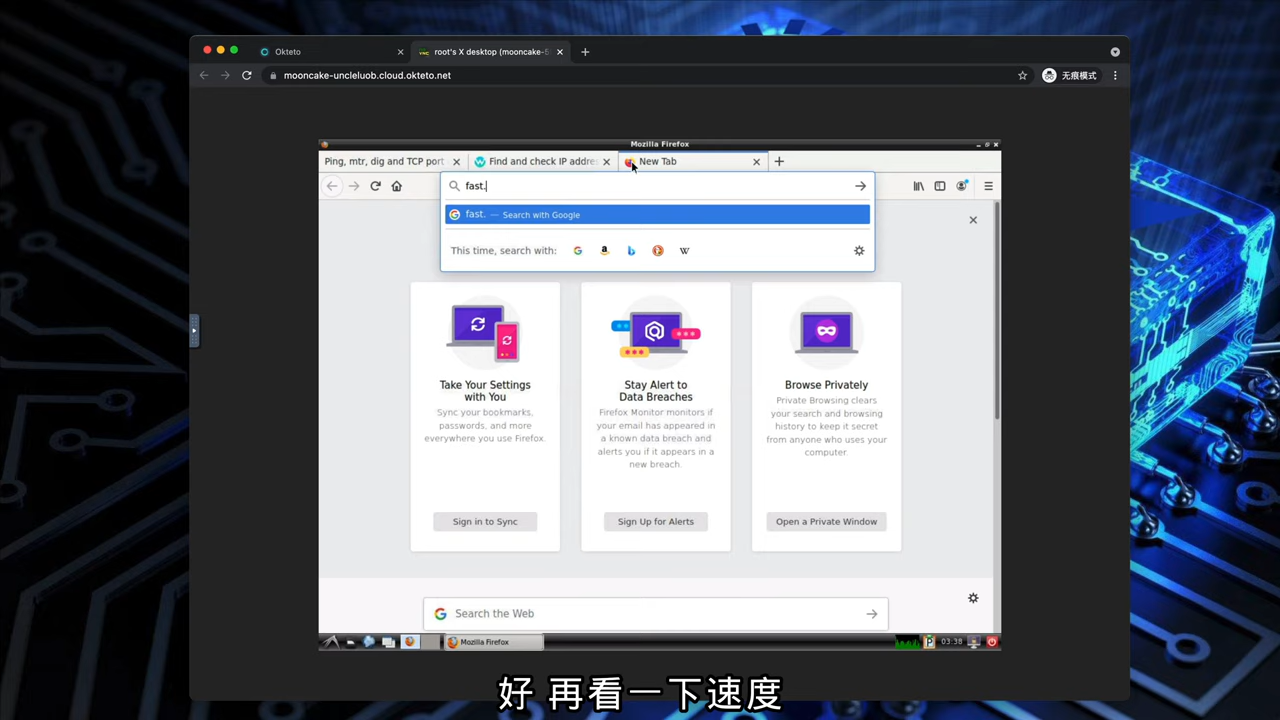 Okteto
root's X desktop (mooncake-5
mooncake-uncleluob.cloud.okteto.net
无痕模式
Mozilla Firefox
Ping, mtr, dig and TCP port
Find and check IP addre
New Tab
fast.
fast. — Search with Google
This time, search with:
Take Your Settings
with You
Sync your bookmarks,
passwords, and more
everywhere you use Firefox.
Sign in to Sync
Stay Alert to
Data Breaches
Firefox Monitor monitors if
your email has appeared in
a known data breach and
alerts you if it appears in a
new breach.
Sign Up for Alerts
Browse Privately
Private Browsing clears
your search and browsing
history to keep it secret
from anyone who uses your
computer.
Open a Private Window
Search the Web
Mozilla Firefox
03:38
好 再看一下速度